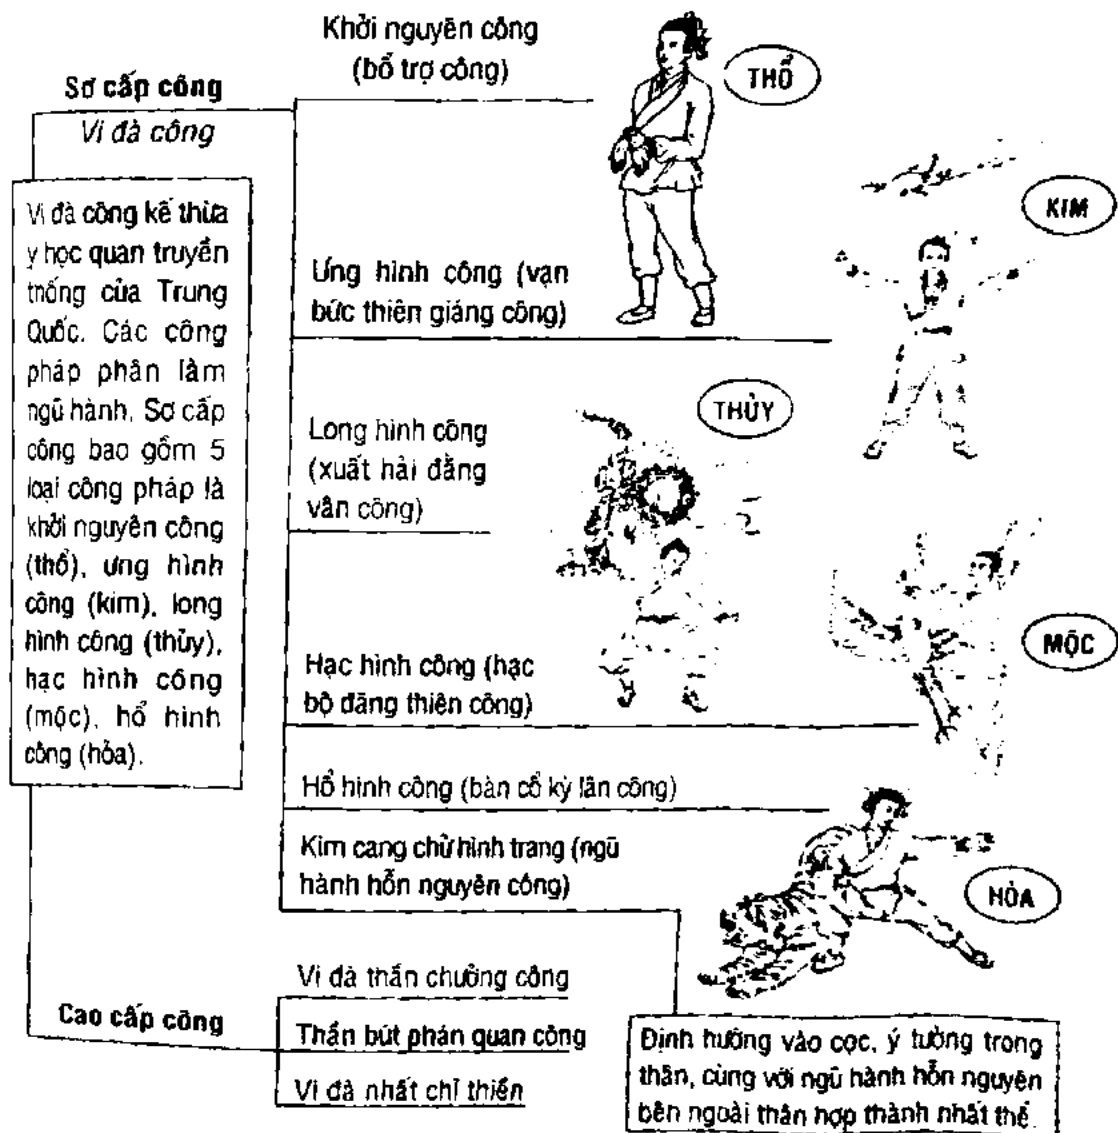 Khởi nguyên công
(bổ trợ công)
THỔ
Sơ cấp công
Vi đà công
Vi đà công kế thừa
y học quan truyền
thống của Trung
Quốc. Các công
pháp phân làm
ngũ hành. Sơ cấp
công bao gồm 5
loại công pháp là
khởi nguyên công
(thổ), ưng hình
công (kim), long
hình công (thủy),
hạc hình công
(mộc), hổ hình
công (hỏa).
KIM
Ưng hình công (vạn
bức thiên giáng công)
THỦY
Long hình công
(xuất hải đằng
vân công)
MỘC
Hạc hình công (hạc
bộ đăng thiên công)
Hổ hình công (bàn cổ kỳ lân công)
Kim cang chử hình trang (ngũ
hành hỗn nguyên công)
HỎA
Cao cấp công
Vi đà thần chưởng công
Thần bút phán quan công
Vi đà nhất chỉ thiền
Định hướng vào cọc, ý tưởng trong
thân, cùng với ngũ hành hỗn nguyên
bên ngoài thân hợp thành nhất thể.